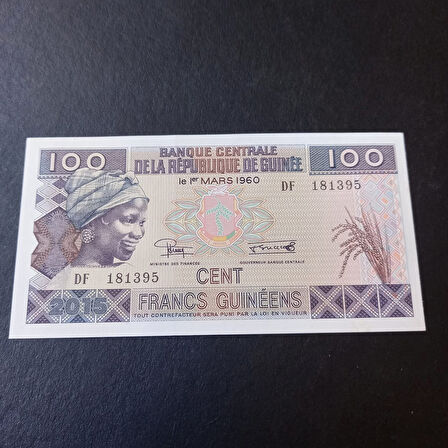 100
BANQUE CENTRALE
DE LA RÉPUBLIQUE DE GUINÉE
le 1er MARS 1960
100
DF 181395
DF 181395
MINISTRE DES FINANCES
GOUVERNEUR BANQUE CENTRALE
CENT
FRANCS GUINÉENS
2015
TOUT CONTREFACTEUR SERA PUNI PAR LA LOI EN VIGUEUR